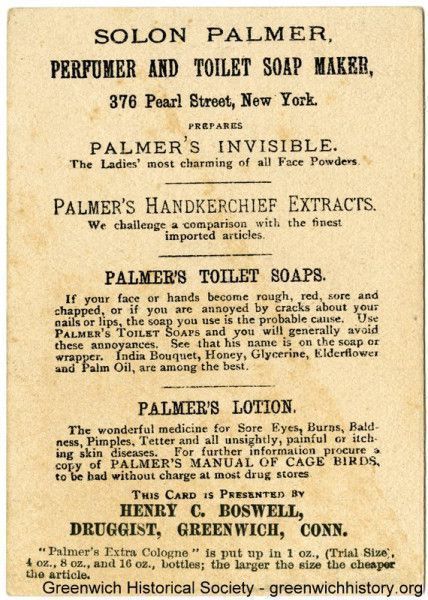 SOLON PALMER,
PERFUMER AND TOILET SOAP MAKER,
376 Pearl Street, New York.
PREPARES
PALMER'S INVISIBLE.
The Ladies' most charming of all Face Powders.
PALMER'S HANDKERCHIEF EXTRACTS.
We challenge a comparison with the finest
imported articles.
PALMER'S TOILET SOAPS.
If your face or hands become rough, red, sore and
chapped, or if you are annoyed by cracks about your
nails or lips, the soap you use is the probable cause. Use
PALMER'S TOILET SOAPS and you will generally avoid
these annoyances. See that his name is on the soap or
wrapper. India Bouquet, Honey, Glycerine, Elderflower
and Palm Oil, are among the best.
PALMER'S LOTION.
The wonderful medicine for Sore Eyes, Burns, Bald-
ness, Pimples, Tetter and all unsightly, painful or itch-
ing skin diseases. For further information procure a
copy of PALMER'S MANUAL OF CAGE BIRDS,
to be had without charge at most drug stores
THIS CARD IS PRESENTED BY
HENRY C. BOSWELL,
DRUGGIST, GREENWICH, CONN.
"Palmer's Extra Cologne" is put up in 1 oz., (Trial Size),
4 oz., 8 oz., and 16 oz., bottles; the larger the size the cheaper
the article.
Greenwich Historical Society - greenwichhistory.org